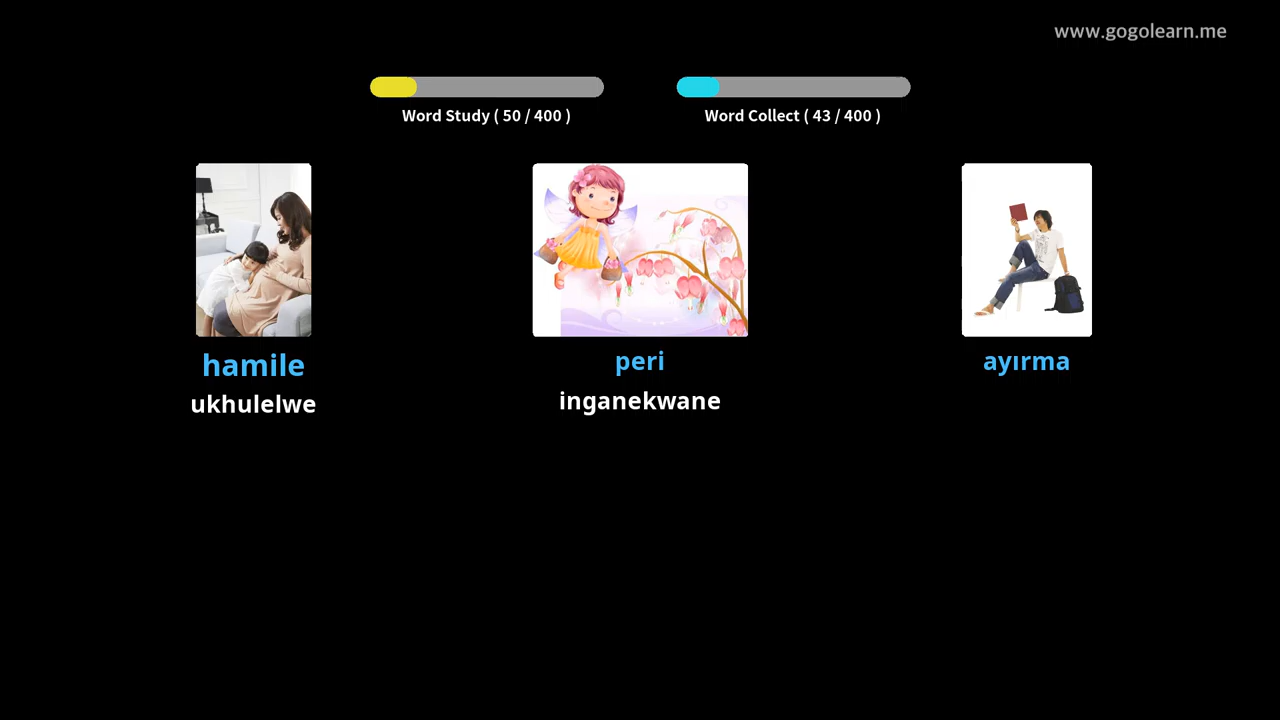 www.gogolearn.me
Word Study ( 50 / 400 )
Word Collect ( 43 / 400 )
hamile
ukhulelwe
peri
inganekwane
ayırma